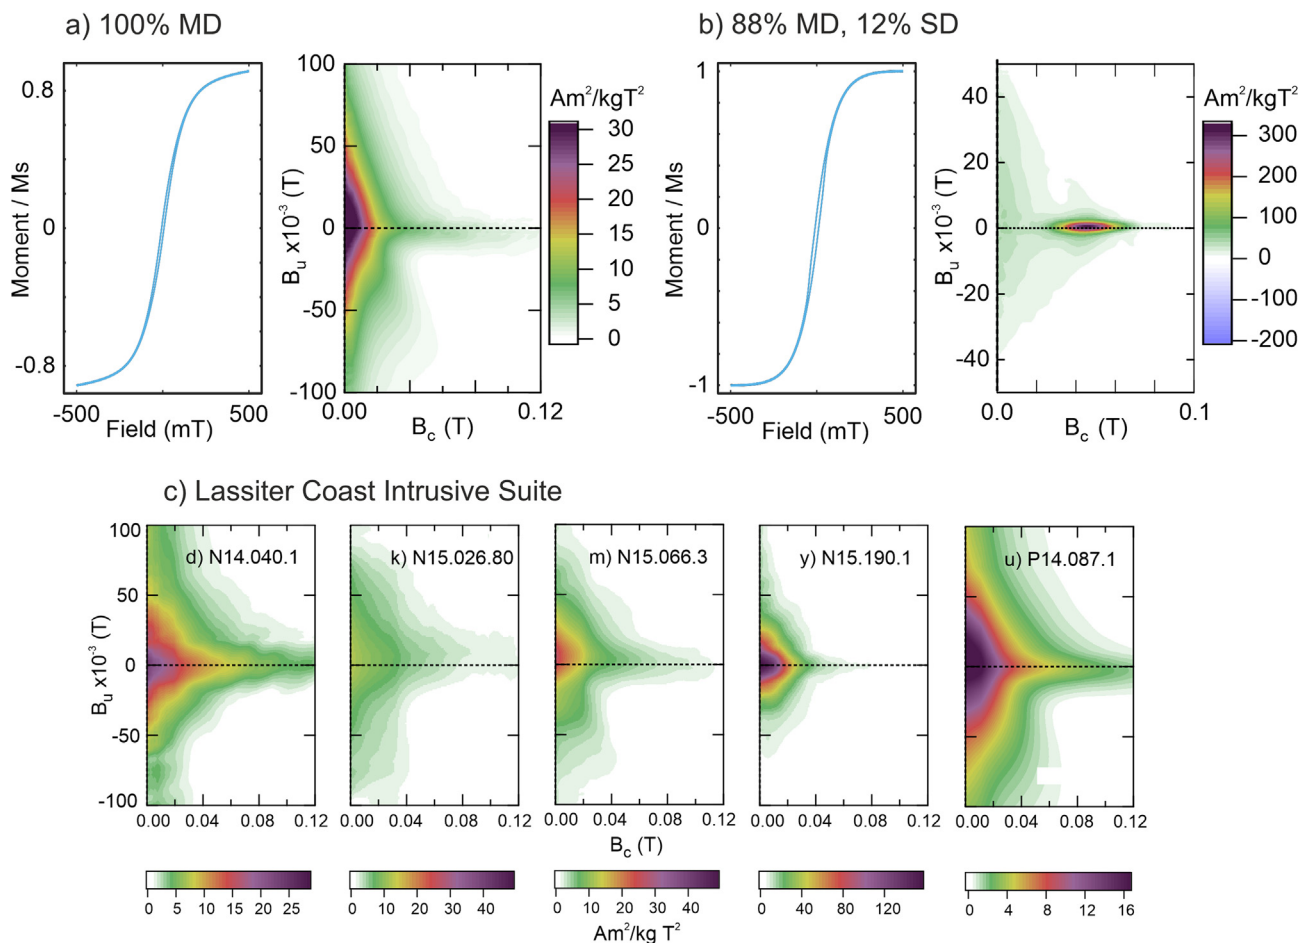 a) 100% MD
b) 88% MD, 12% SD
0.8
0
-0.8
Moment / Ms
-500
500
Field (mT)
100
50
0
-50
-100
Bᵤ x10⁻³ (T)
0.00
0.12
B꜀ (T)
Am²/kgT²
30
25
20
15
10
5
0
1
0
-1
Moment / Ms
-500
500
Field (mT)
40
20
0
-20
-40
Bᵤ x10⁻³ (T)
0.0
0.1
B꜀ (T)
Am²/kgT²
300
200
100
0
-100
-200
c) Lassiter Coast Intrusive Suite
100
50
0
-50
-100
Bᵤ x10⁻³ (T)
d) N14.040.1
k) N15.026.80
m) N15.066.3
y) N15.190.1
u) P14.087.1
0.00 0.04 0.08 0.12
0.00 0.04 0.08 0.12
0.00 0.04 0.08 0.12
0.00 0.04 0.08 0.12
0.00 0.04 0.08 0.12
B꜀ (T)
0 5 10 15 20 25
0 10 20 30 40
0 10 20 30 40
0 40 80 120
0 4 8 12 16
Am²/kg T²